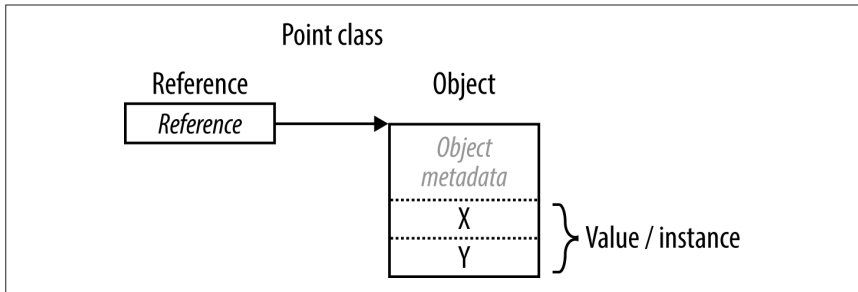 Point class
Reference
Object
Reference
Object
metadata
X
Y
Value / instance